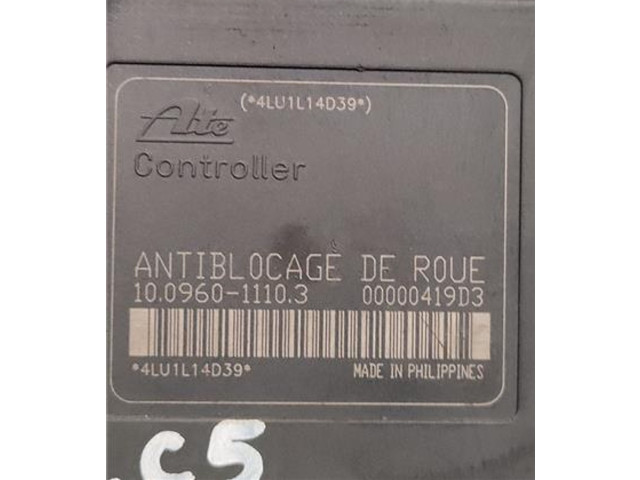 (*4LU1L14D39*)
Ate
Controller
ANTIBLOCAGE DE ROUE
10.0960-1110.3 00000419D3
*4LU1L14D39* MADE IN PHILIPPINES
C5